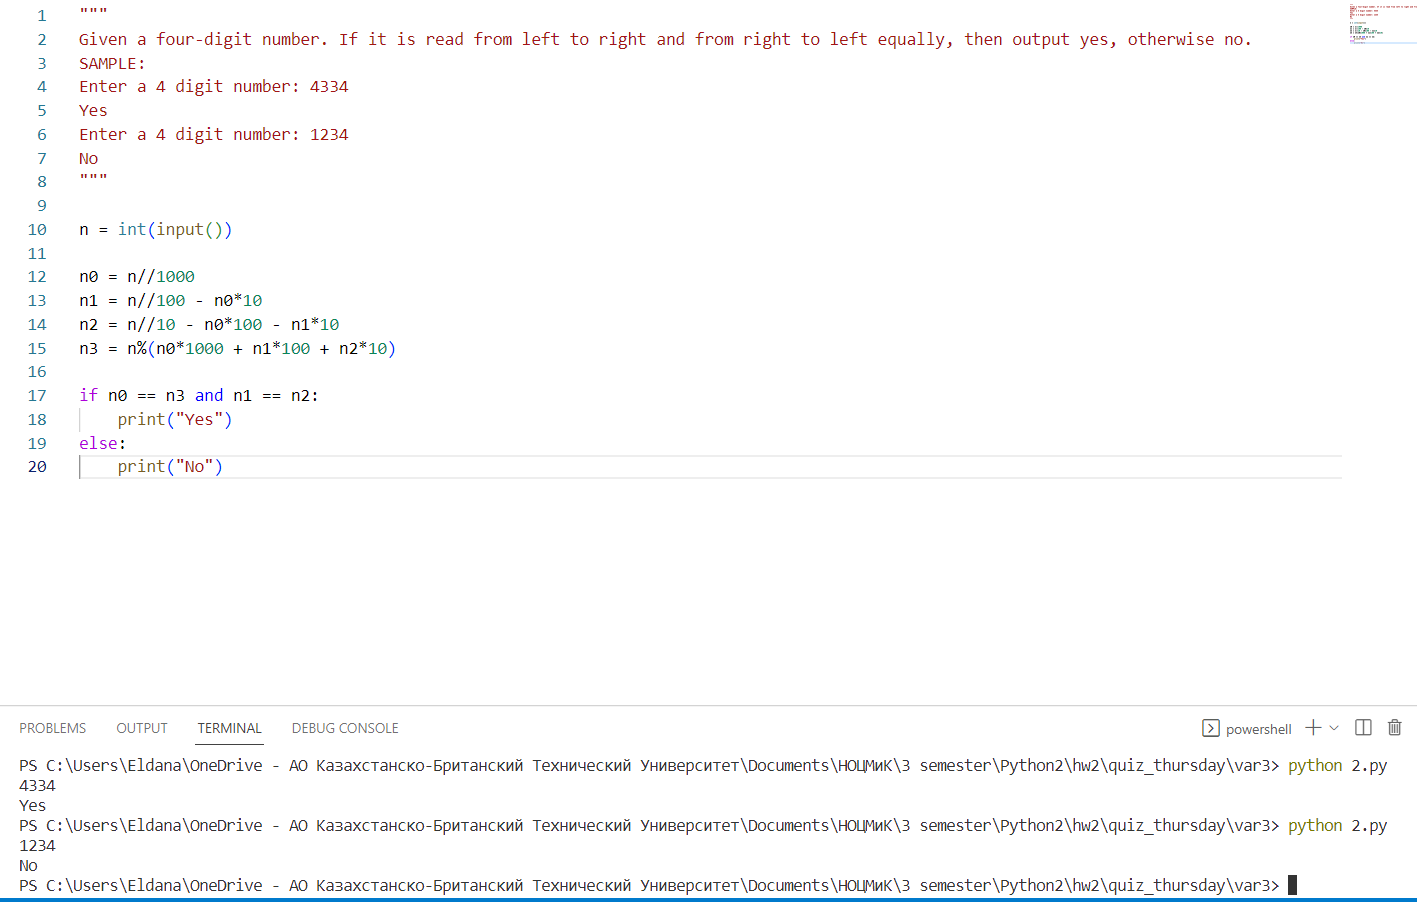 1 """
2 Given a four-digit number. If it is read from left to right and from right to left equally, then output yes, otherwise no.
3 SAMPLE:
4 Enter a 4 digit number: 4334
5 Yes
6 Enter a 4 digit number: 1234
7 No
8 """
9
10 n = int(input())
11
12 n0 = n//1000
13 n1 = n//100 - n0*10
14 n2 = n//10 - n0*100 - n1*10
15 n3 = n%(n0*1000 + n1*100 + n2*10)
16
17 if n0 == n3 and n1 == n2:
18     print("Yes")
19 else:
20     print("No")
PROBLEMS OUTPUT TERMINAL DEBUG CONSOLE powershell
PS C:\Users\Eldana\OneDrive - АО Казахстанско-Британский Технический Университет\Documents\НОЦМиК\3 semester\Python2\hw2\quiz_thursday\var3> python 2.py
4334
Yes
PS C:\Users\Eldana\OneDrive - АО Казахстанско-Британский Технический Университет\Documents\НОЦМиК\3 semester\Python2\hw2\quiz_thursday\var3> python 2.py
1234
No
PS C:\Users\Eldana\OneDrive - АО Казахстанско-Британский Технический Университет\Documents\НОЦМиК\3 semester\Python2\hw2\quiz_thursday\var3>